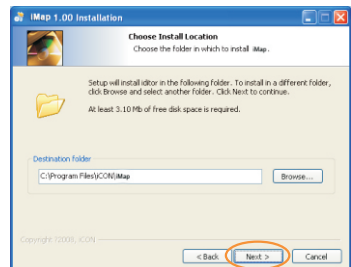 iMap 1.00 Installation
Choose Install Location
Choose the folder in which to install iMap.
Setup will install iditor in the following folder. To install in a different folder,
click Browse and select another folder. Click Next to continue.
At least 3.10 Mb of free disk space is required.
Destination folder
C:\Program Files\iCON\iMap
Browse...
Copyright ?2008, iCON
< Back
Next >
Cancel